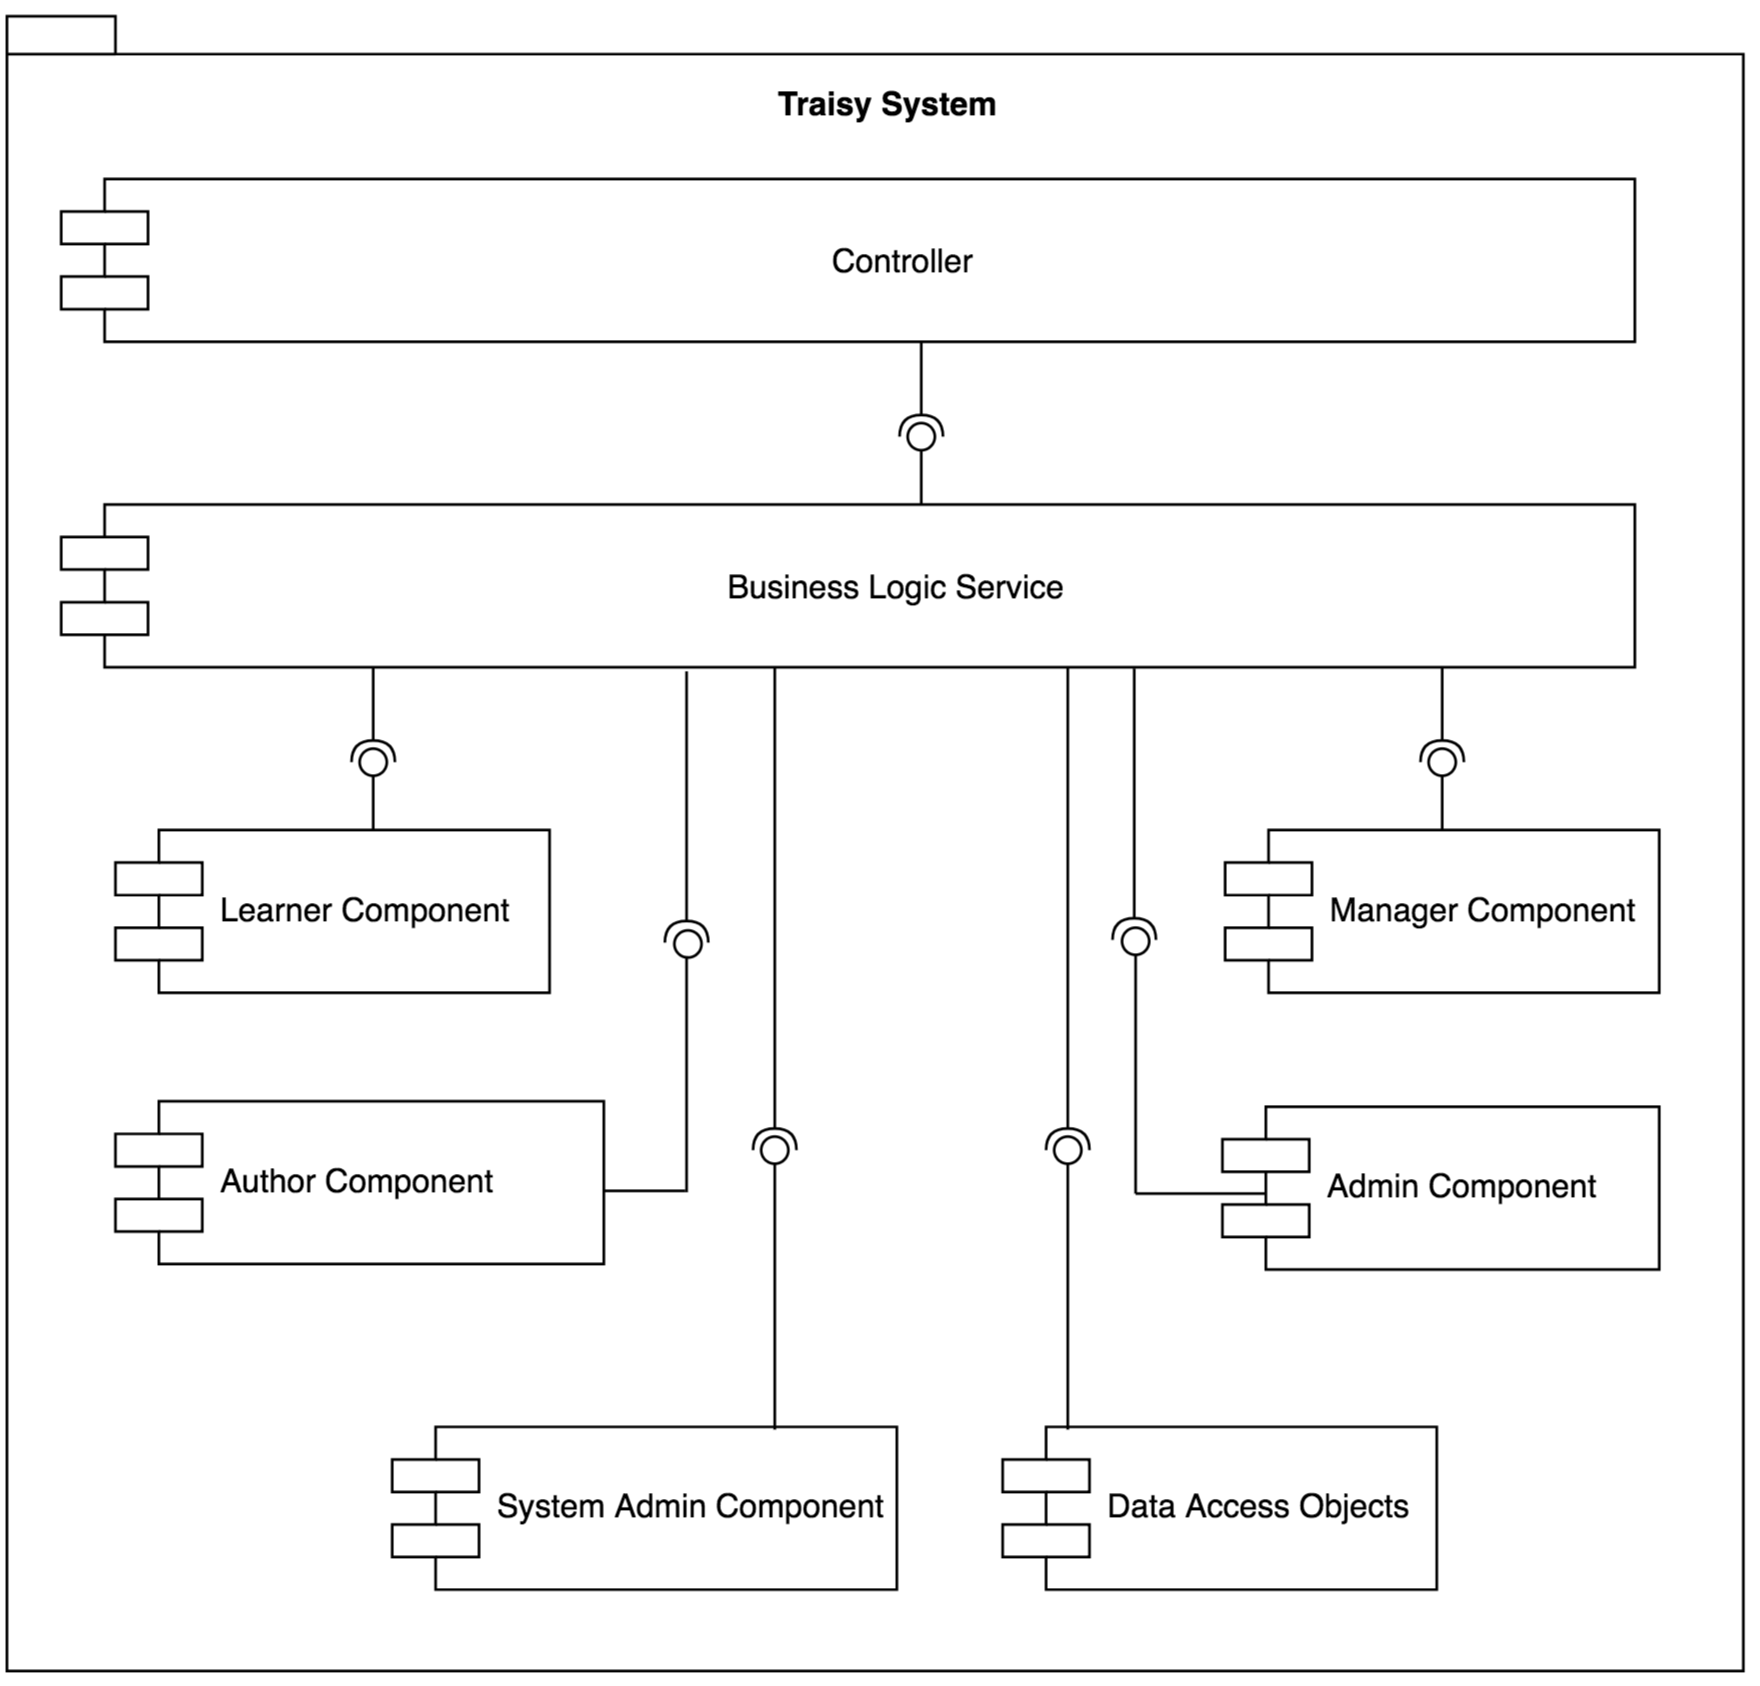 Traisy System
Controller
Business Logic Service
Learner Component
Manager Component
Author Component
Admin Component
System Admin Component
Data Access Objects